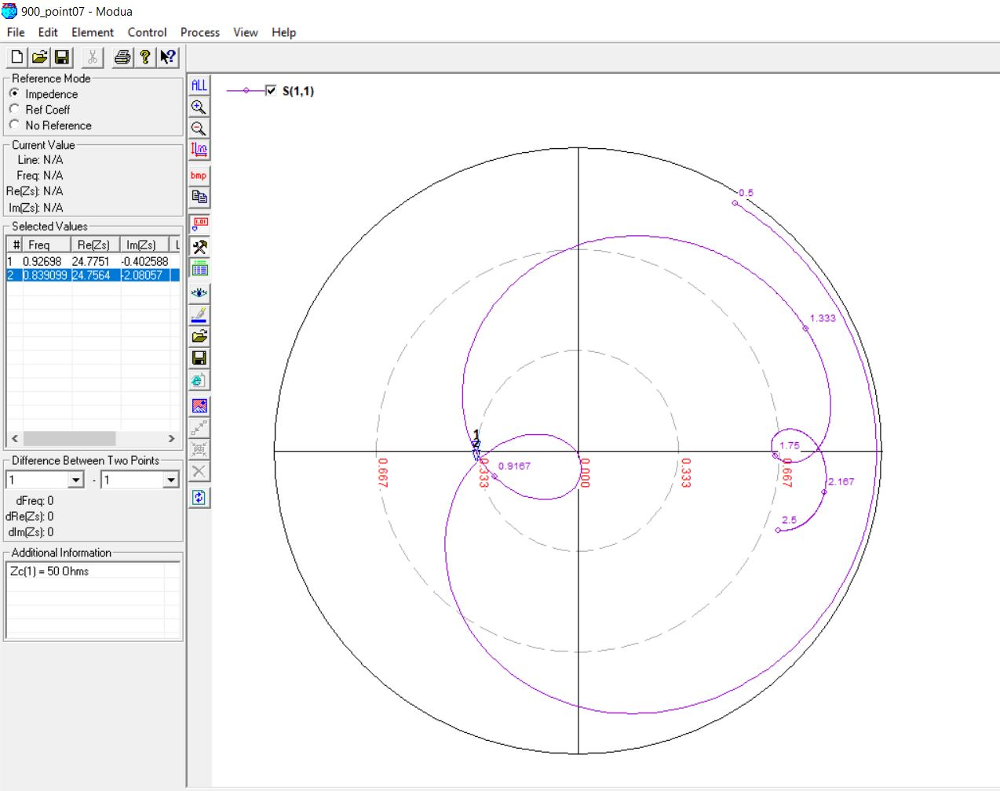 900_point07 - Modua
File Edit Element Control Process View Help
Reference Mode
Impedence
Ref Coeff
No Reference
Current Value
Line: N/A
Freq: N/A
Re(Zs): N/A
Im(Zs): N/A
Selected Values
# Freq Re(Zs) Im(Zs) L
1 0.92698 24.7751 -0.402588
2 0.839099 24.7564 -2.08057
Difference Between Two Points
1 - 1
dFreq: 0
dRe(Zs): 0
dIm(Zs): 0
Additional Information
Zc(1) = 50 Ohms
ALL
bmp
1.01
S(1,1)
0.5
1.333
1
1.75
0.9167
2.167
2.5
0.667
0.333
0.000
0.333
0.667